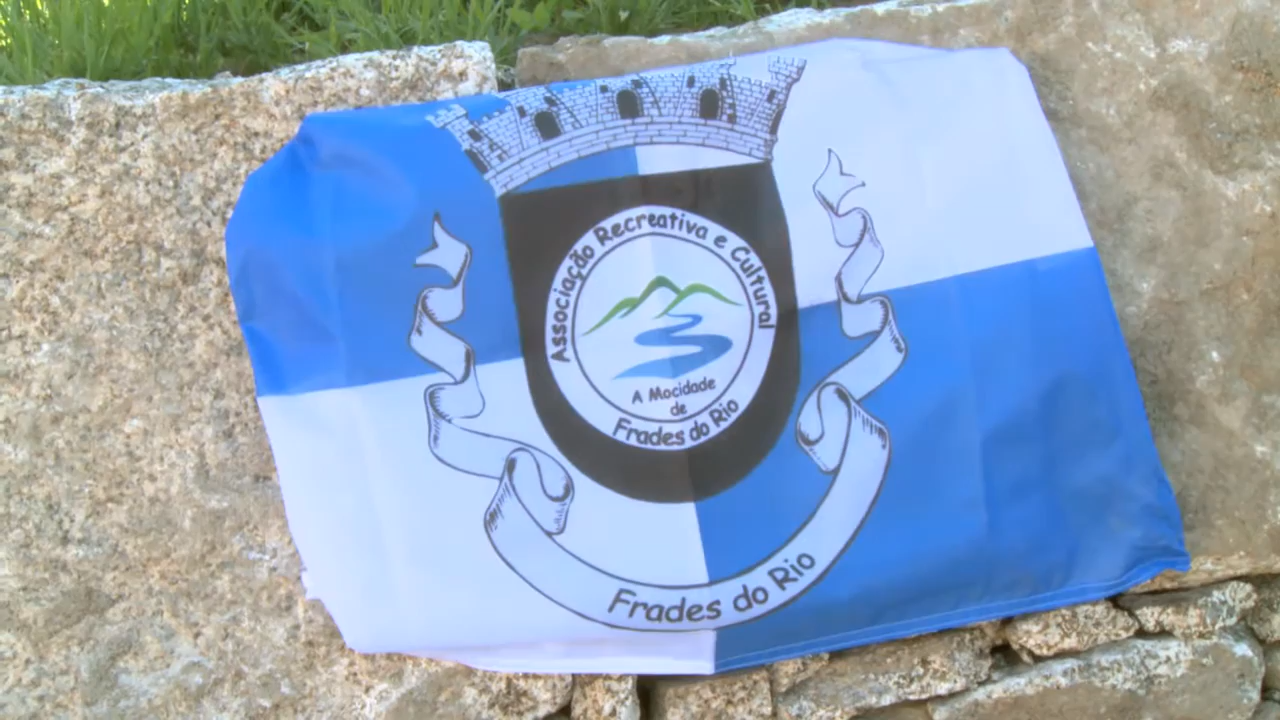 Associação Recreativa e Cultural
A Mocidade
de
Frades do Rio
Frades do Rio